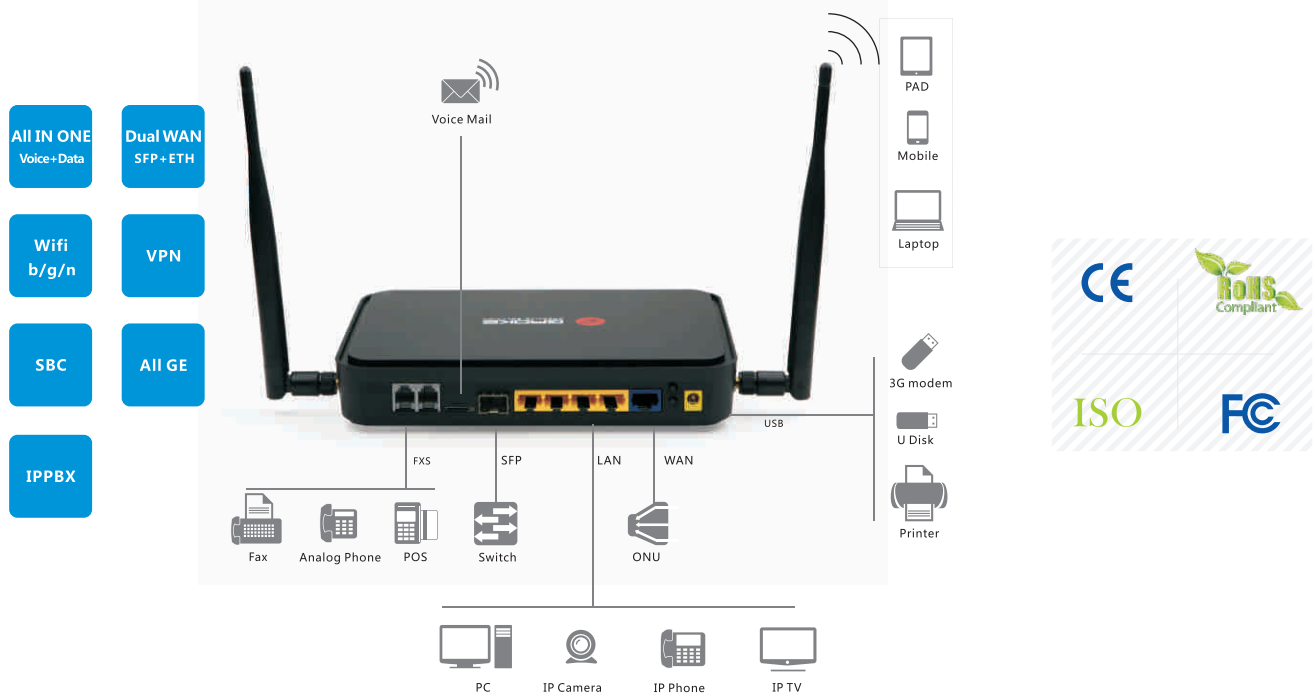 All IN ONE
Voice+Data
Dual WAN
SFP+ETH
Wifi
b/g/n
VPN
SBC
All GE
IPPBX
Voice Mail
PAD
Mobile
Laptop
3G modem
USB
U Disk
Printer
FXS
SFP
LAN
WAN
Fax
Analog Phone
POS
Switch
ONU
PC
IP Camera
IP Phone
IP TV
CE
RoHS
Compliant
ISO
FC